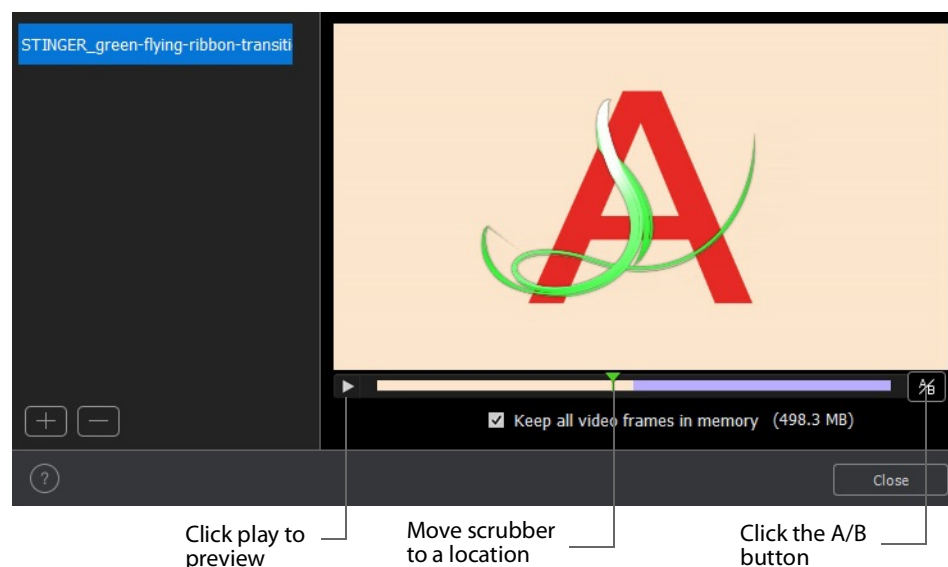 STINGER_green-flying-ribbon-transiti
A
A/B
Keep all video frames in memory (498.3 MB)
?
Close
Click play to
preview
Move scrubber
to a location
Click the A/B
button